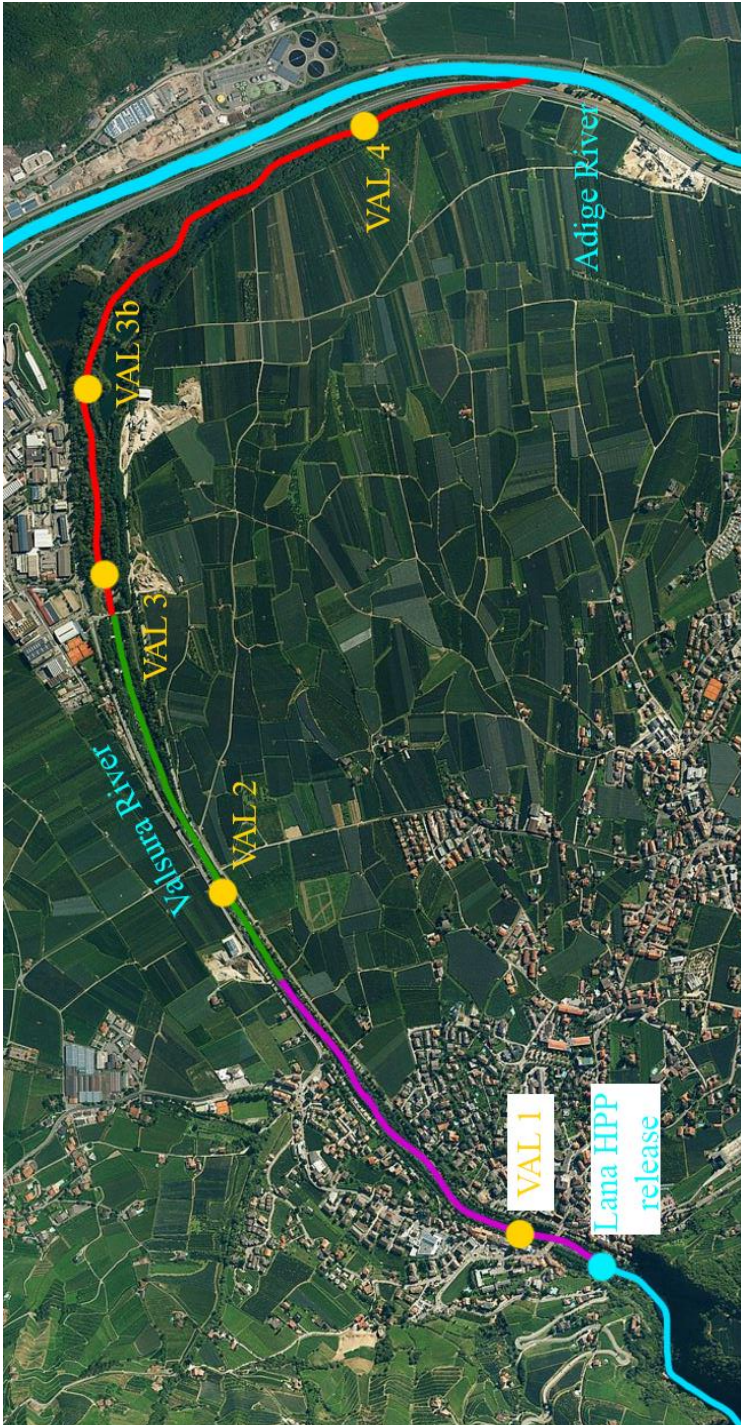 Valsura River
VAL 3b
VAL 3
VAL 2
VAL 4
VAL 1
Adige River
Lana HPP
release